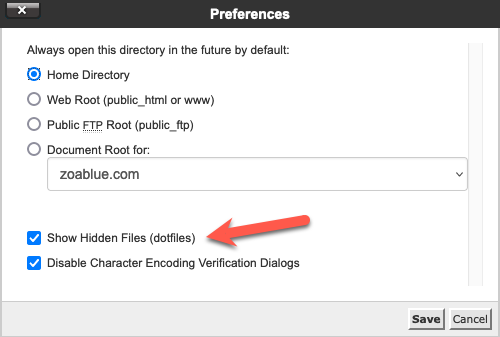 Preferences
Always open this directory in the future by default:
Home Directory
Web Root (public_html or www)
Public FTP Root (public_ftp)
Document Root for:
zoablue.com
Show Hidden Files (dotfiles)
Disable Character Encoding Verification Dialogs
Save Cancel